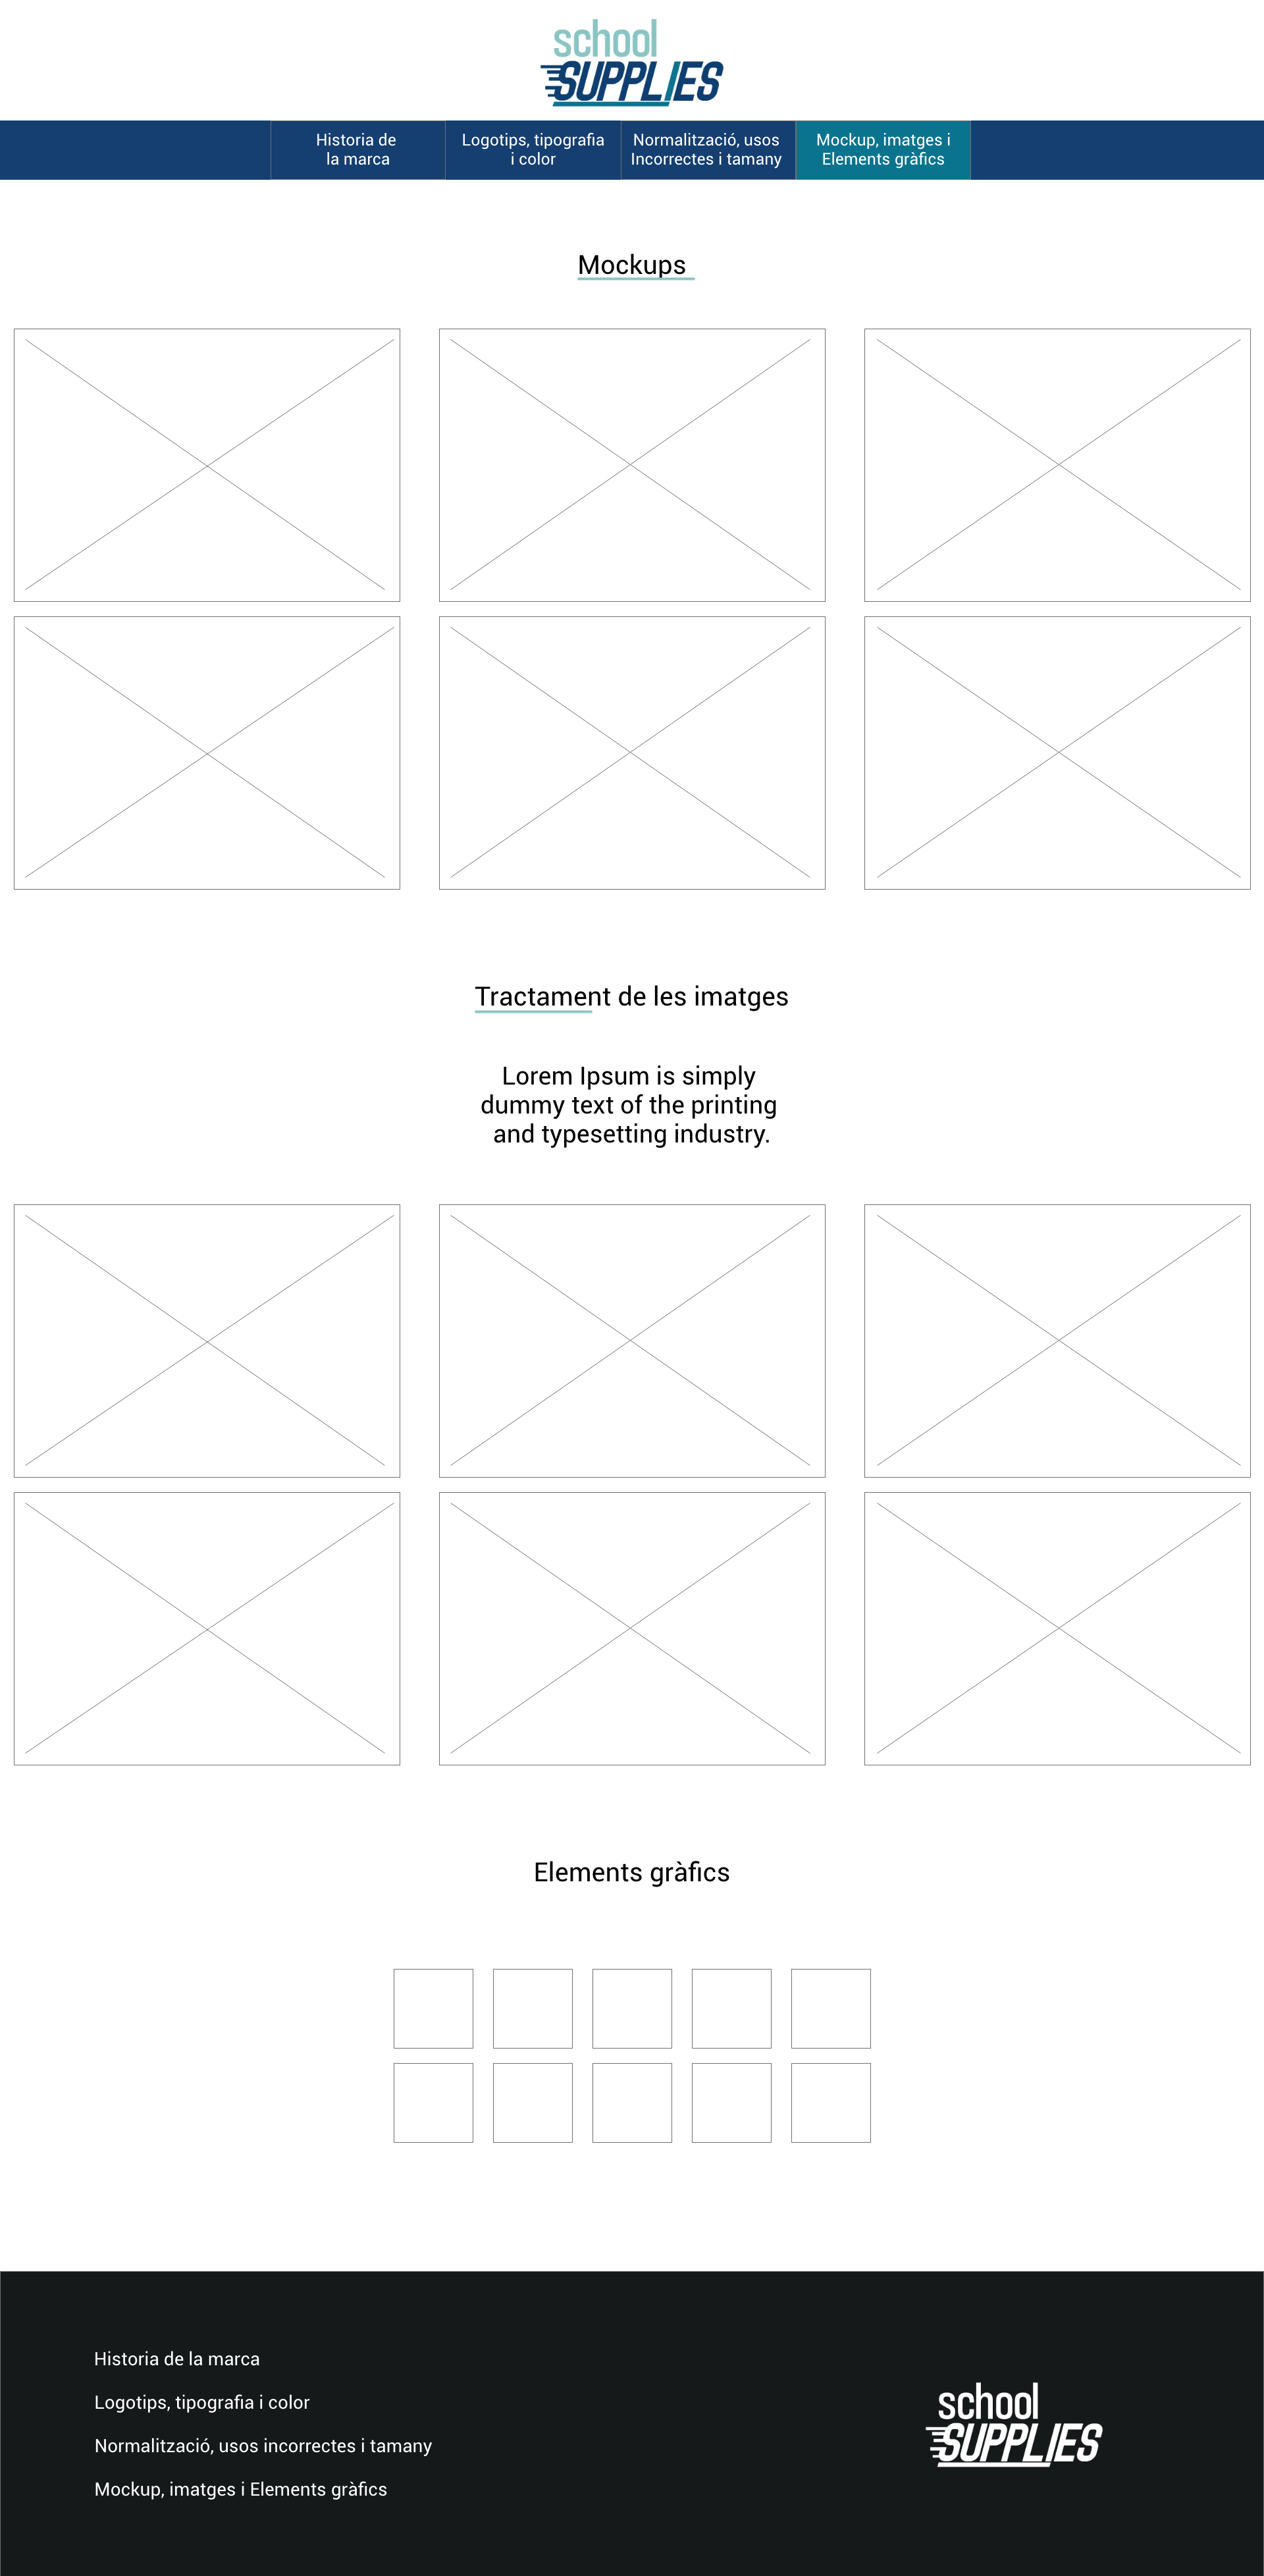 school
SUPPLIES
Historia de
la marca
Logotips, tipografia
i color
Normalització, usos
Incorrectes i tamany
Mockup, imatges i
Elements gràfics
Mockups
Tractament de les imatges
Lorem Ipsum is simply
dummy text of the printing
and typesetting industry.
Elements gràfics
Historia de la marca
Logotips, tipografia i color
Normalització, usos incorrectes i tamany
Mockup, imatges i Elements gràfics
school
SUPPLIES